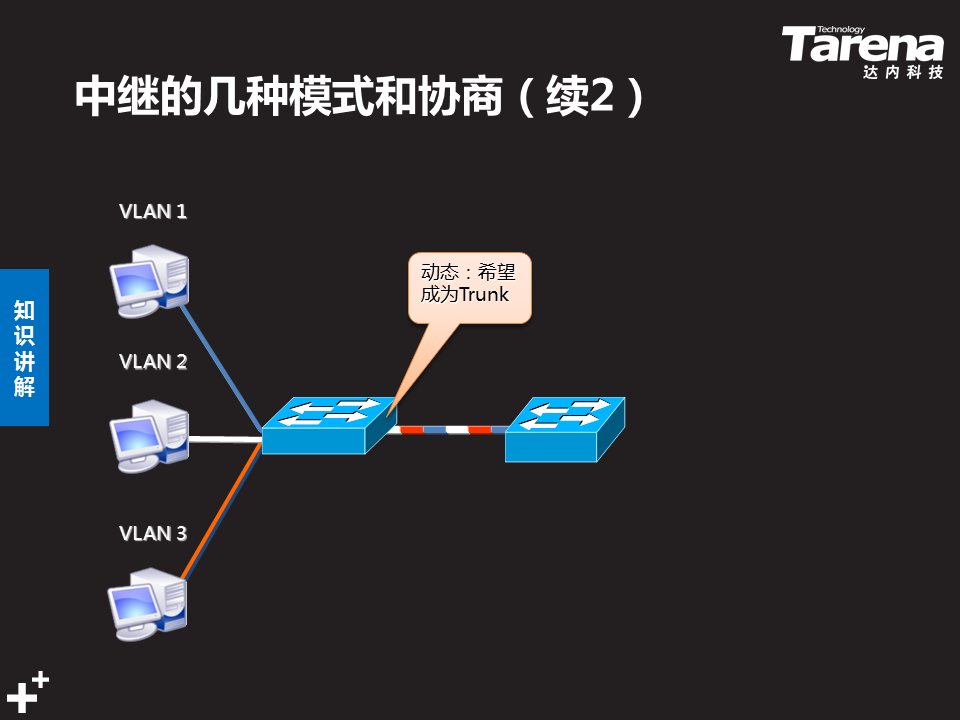 Technology
Tarena
达内科技
中继的几种模式和协商（续2）
VLAN 1
动态：希望
成为Trunk
知
识
讲
解
VLAN 2
VLAN 3